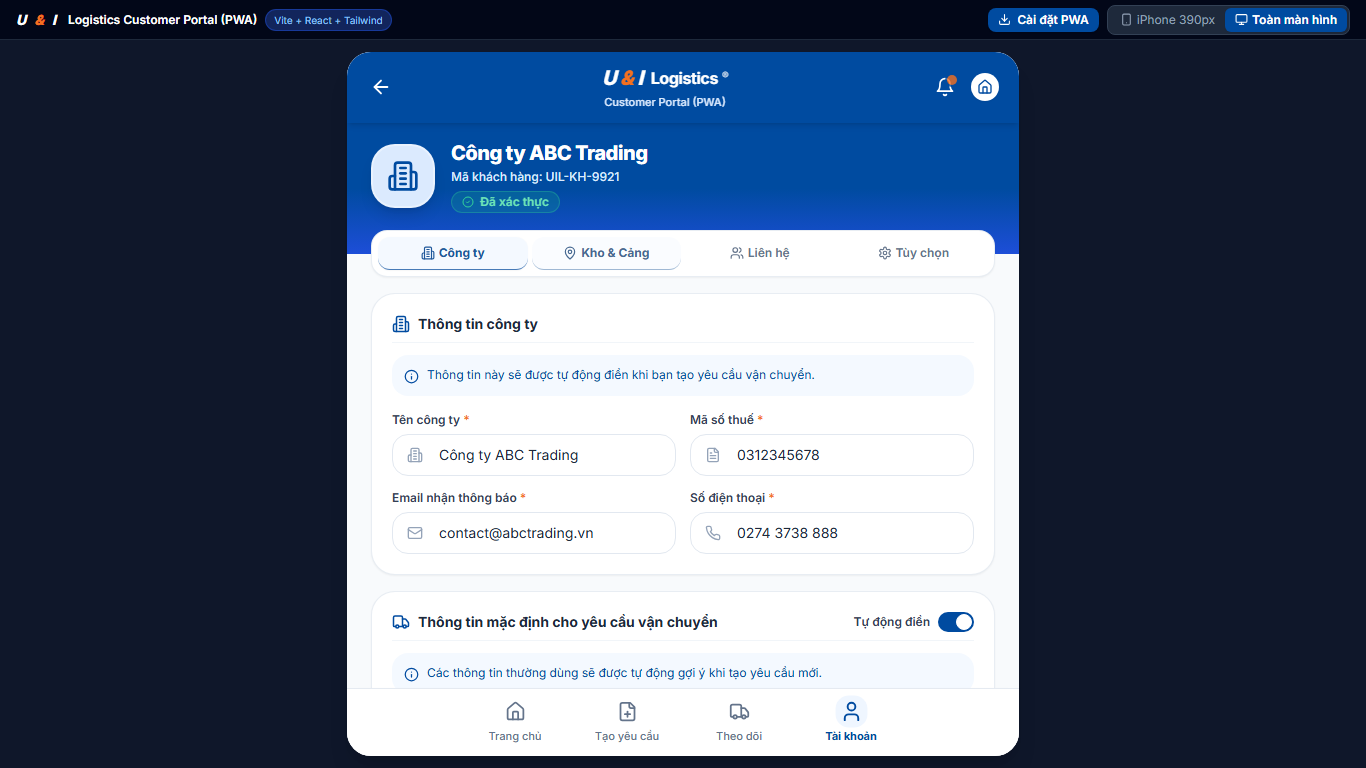 U & I Logistics Customer Portal (PWA) Vite + React + Tailwind Cài đặt PWA iPhone 390px Toàn màn hình
U&I Logistics ®
Customer Portal (PWA)
Công ty ABC Trading
Mã khách hàng: UIL-KH-9921
Đã xác thực
Công ty Kho & Cảng Liên hệ Tùy chọn
Thông tin công ty
Thông tin này sẽ được tự động điền khi bạn tạo yêu cầu vận chuyển.
Tên công ty * Mã số thuế *
Công ty ABC Trading 0312345678
Email nhận thông báo * Số điện thoại *
contact@abctrading.vn 0274 3738 888
Thông tin mặc định cho yêu cầu vận chuyển Tự động điền
Các thông tin thường dùng sẽ được tự động gợi ý khi tạo yêu cầu mới.
Trang chủ Tạo yêu cầu Theo dõi Tài khoản